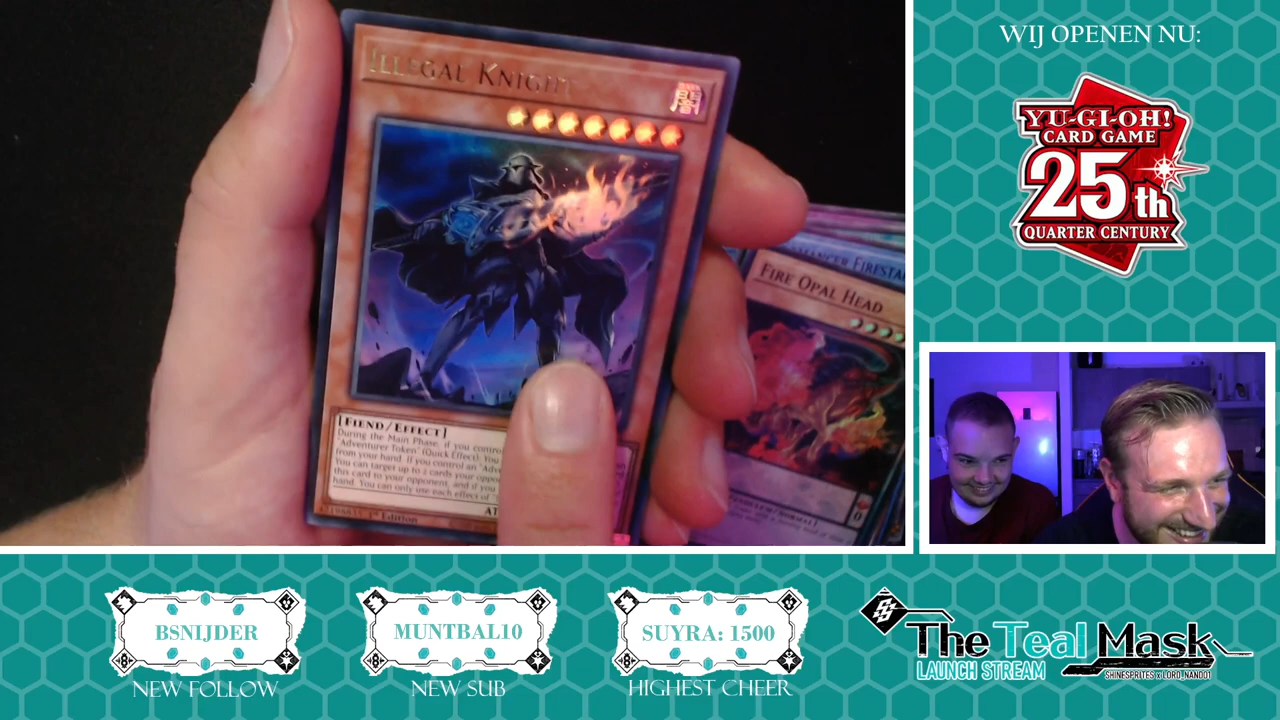 WIJ OPENEN NU:
YU-GI-OH!
CARD GAME
25th
QUARTER CENTURY
ILLEGAL KNIGHT
闇
[FIEND/EFFECT]
During the Main Phase, if you
"Adventurer Token" (Quick Effect): You
from your hand. If you control an
You can target up to 2 cards your
this card to your opponent, and if you
hand. You can only use each effect of
1st Edition
FIRE OPAL HEAD
0
BSNIJDER
NEW FOLLOW
MUNTBAL10
NEW SUB
SUYRA: 1500
HIGHEST CHEER
The Teal Mask
LAUNCH STREAM
SHINESPRITES X LORD_NANDO1